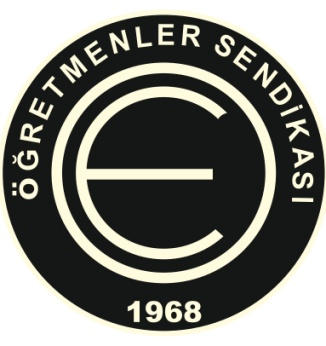 ÖĞRETMENLER SENDİKASI
1968